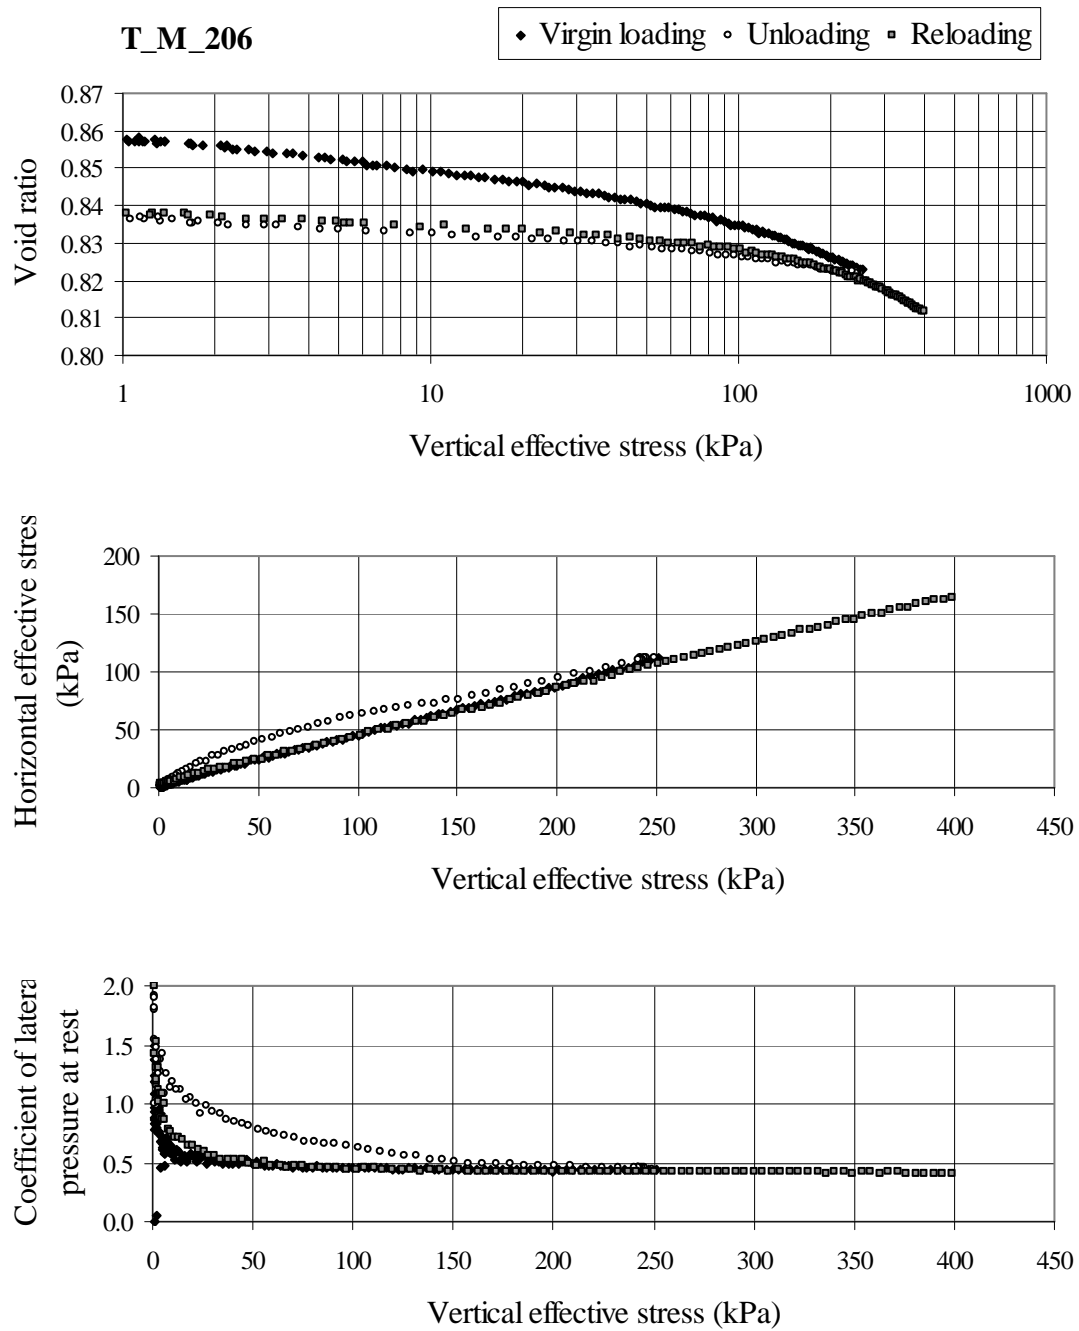 T_M_206
Virgin loading Unloading Reloading
0.87
0.86
0.85
0.84
0.83
0.82
0.81
0.80
Void ratio
1 10 100 1000
Vertical effective stress (kPa)
200
150
100
50
0
Horizontal effective stres
(kPa)
0 50 100 150 200 250 300 350 400 450
Vertical effective stress (kPa)
2.0
1.5
1.0
0.5
0.0
Coefficient of latera
pressure at rest
0 50 100 150 200 250 300 350 400 450
Vertical effective stress (kPa)